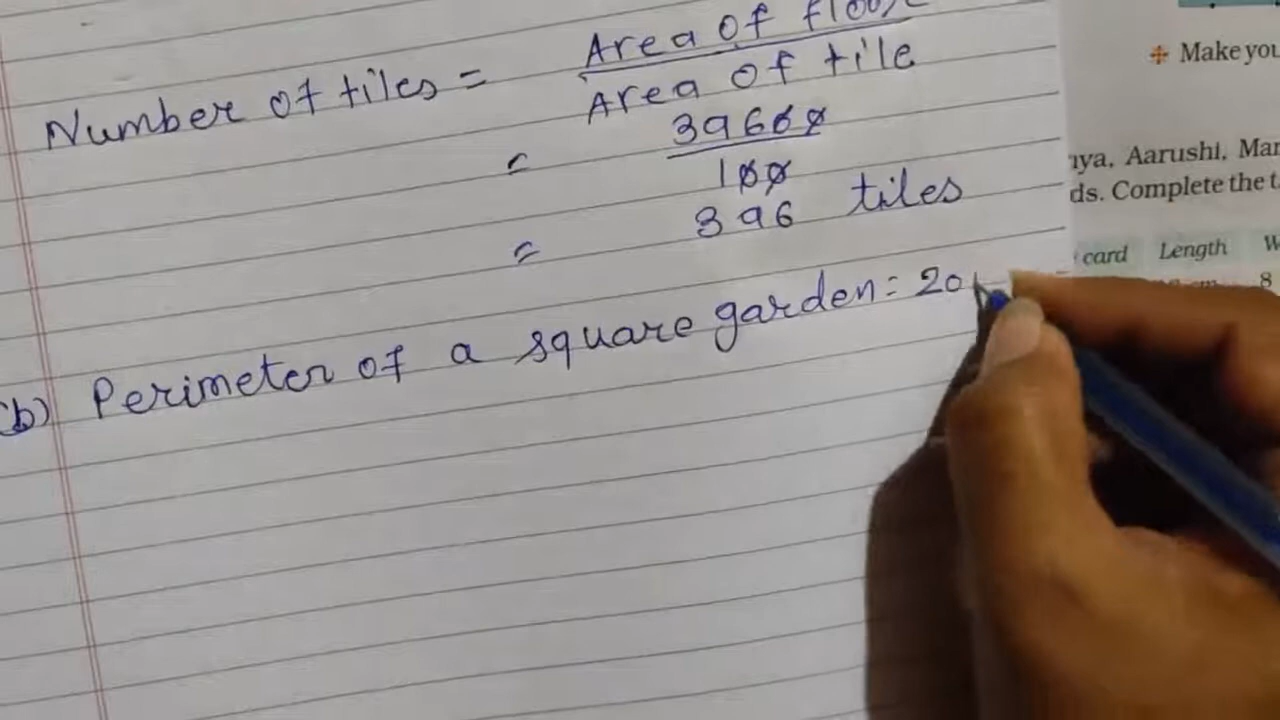 Area of floor
Number of tiles =
Area of tile
= 39600
100
= 396 tiles
(b) Perimeter of a square garden = 20
Make you
Aarushi, Mar
ds. Complete the t
card Length W
8